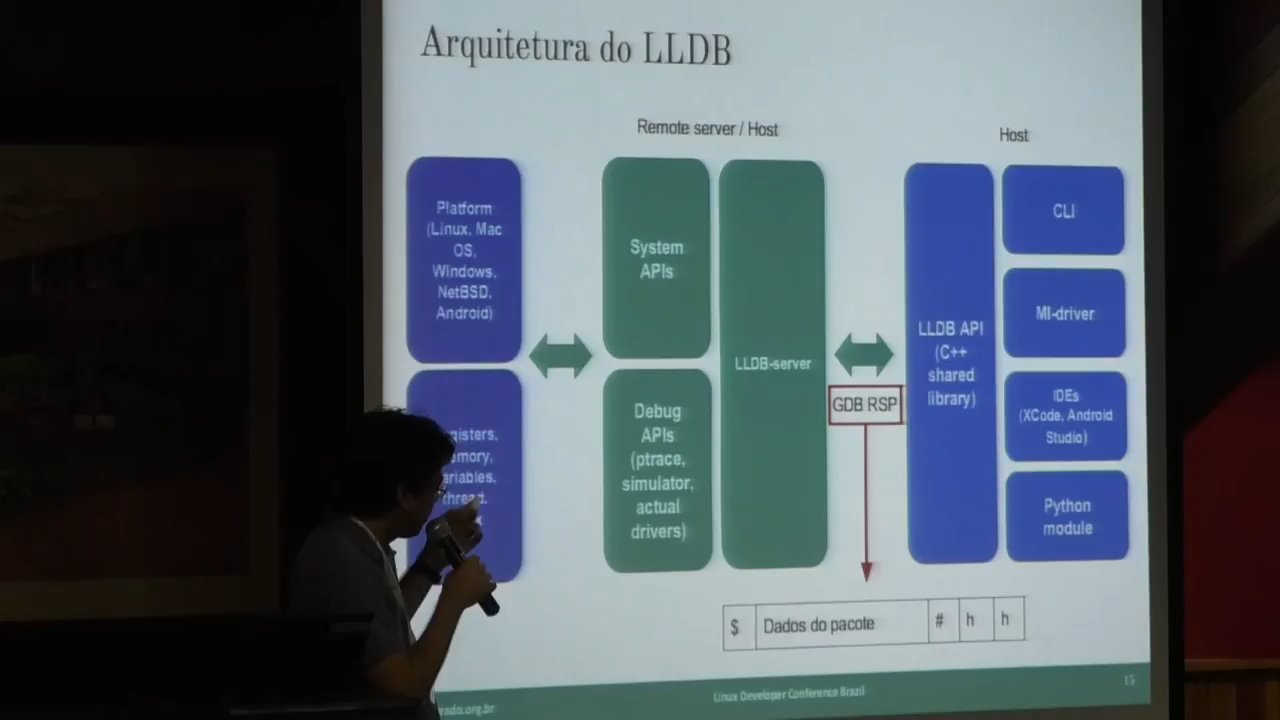 Arquitetura do LLDB
Remote server / Host
Host
Platform
(Linux, Mac
OS,
Windows,
NetBSD,
Android)
System
APIs
LLDB-server
LLDB API
(C++
shared
library)
CLI
MI-driver
IDEs
(XCode, Android
Studio)
Python
module
GDB RSP
thread.
Debug
APIs
(ptrace,
simulator,
actual
drivers)
$ Dados do pacote # h h
Linux Developer Conference Brazil
15